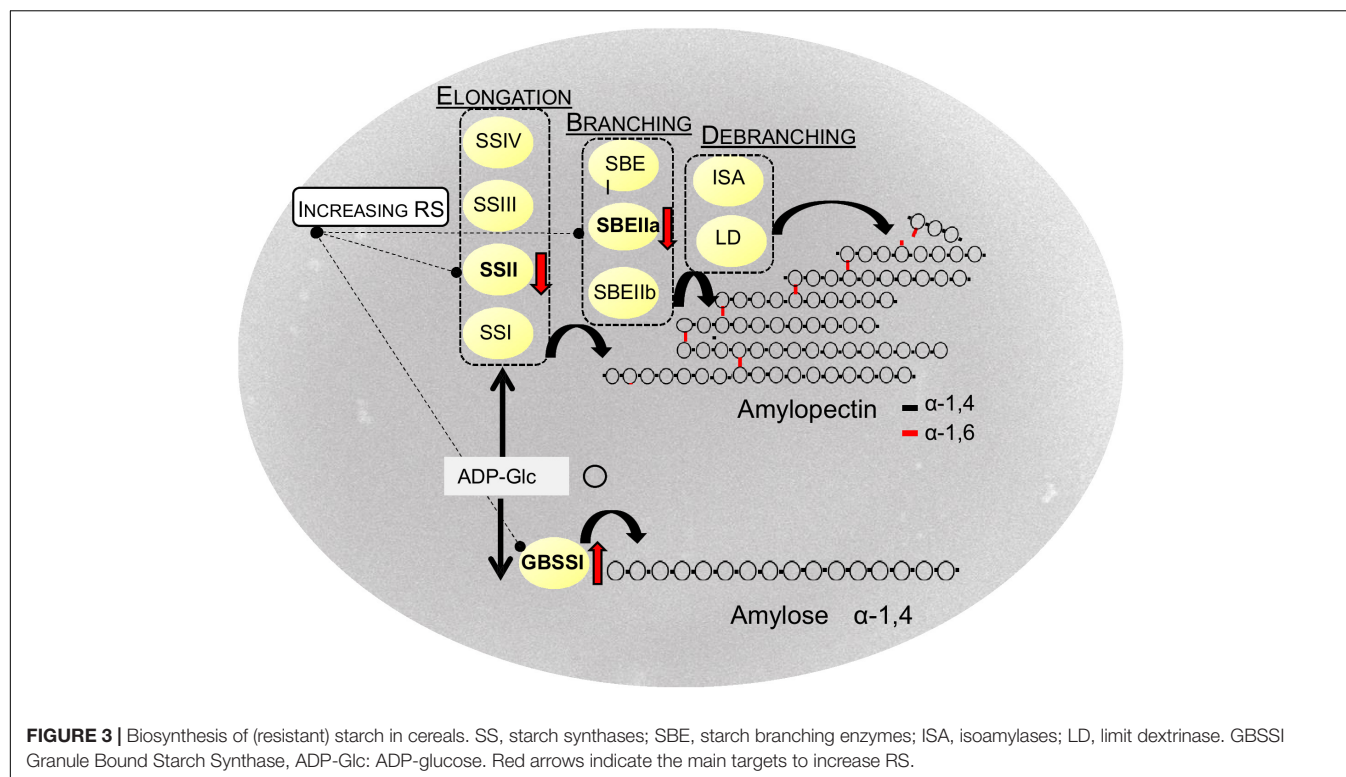 ELONGATION
BRANCHING
DEBRANCHING
SSIV
SSIII
SSII
SSI
SBE
I
SBEIIa
SBEIIb
ISA
LD
INCREASING RS
Amylopectin
α-1,4
α-1,6
ADP-Glc
GBSSI
Amylose α-1,4
FIGURE 3 | Biosynthesis of (resistant) starch in cereals. SS, starch synthases; SBE, starch branching enzymes; ISA, isoamylases; LD, limit dextrinase. GBSSI
Granule Bound Starch Synthase, ADP-Glc: ADP-glucose. Red arrows indicate the main targets to increase RS.